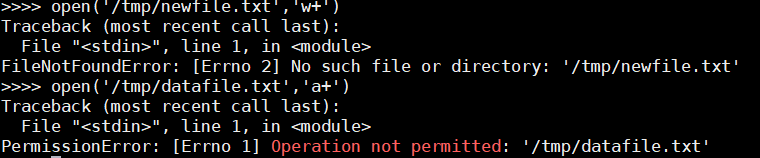 >>>> open('/tmp/newfile.txt','w+')
Traceback (most recent call last):
  File "<stdin>", line 1, in <module>
FileNotFoundError: [Errno 2] No such file or directory: '/tmp/newfile.txt'
>>>> open('/tmp/datafile.txt','a+')
Traceback (most recent call last):
  File "<stdin>", line 1, in <module>
PermissionError: [Errno 1] Operation not permitted: '/tmp/datafile.txt'